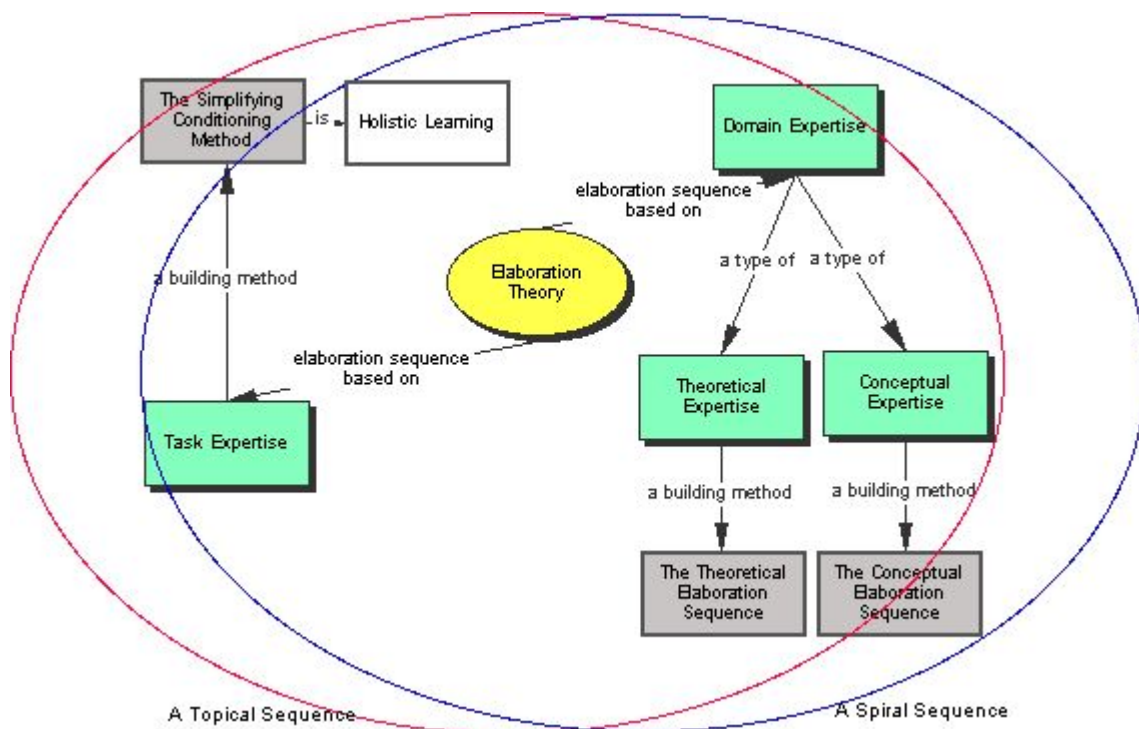 The Simplifying
Conditioning
Method
is
Holistic Learning
Domain Expertise
elaboration sequence
based on
Elaboration
Theory
a type of
a type of
a building method
elaboration sequence
based on
Task Expertise
Theoretical
Expertise
Conceptual
Expertise
a building method
a building method
The Theoretical
Elaboration
Sequence
The Conceptual
Elaboration
Sequence
A Topical Sequence
A Spiral Sequence